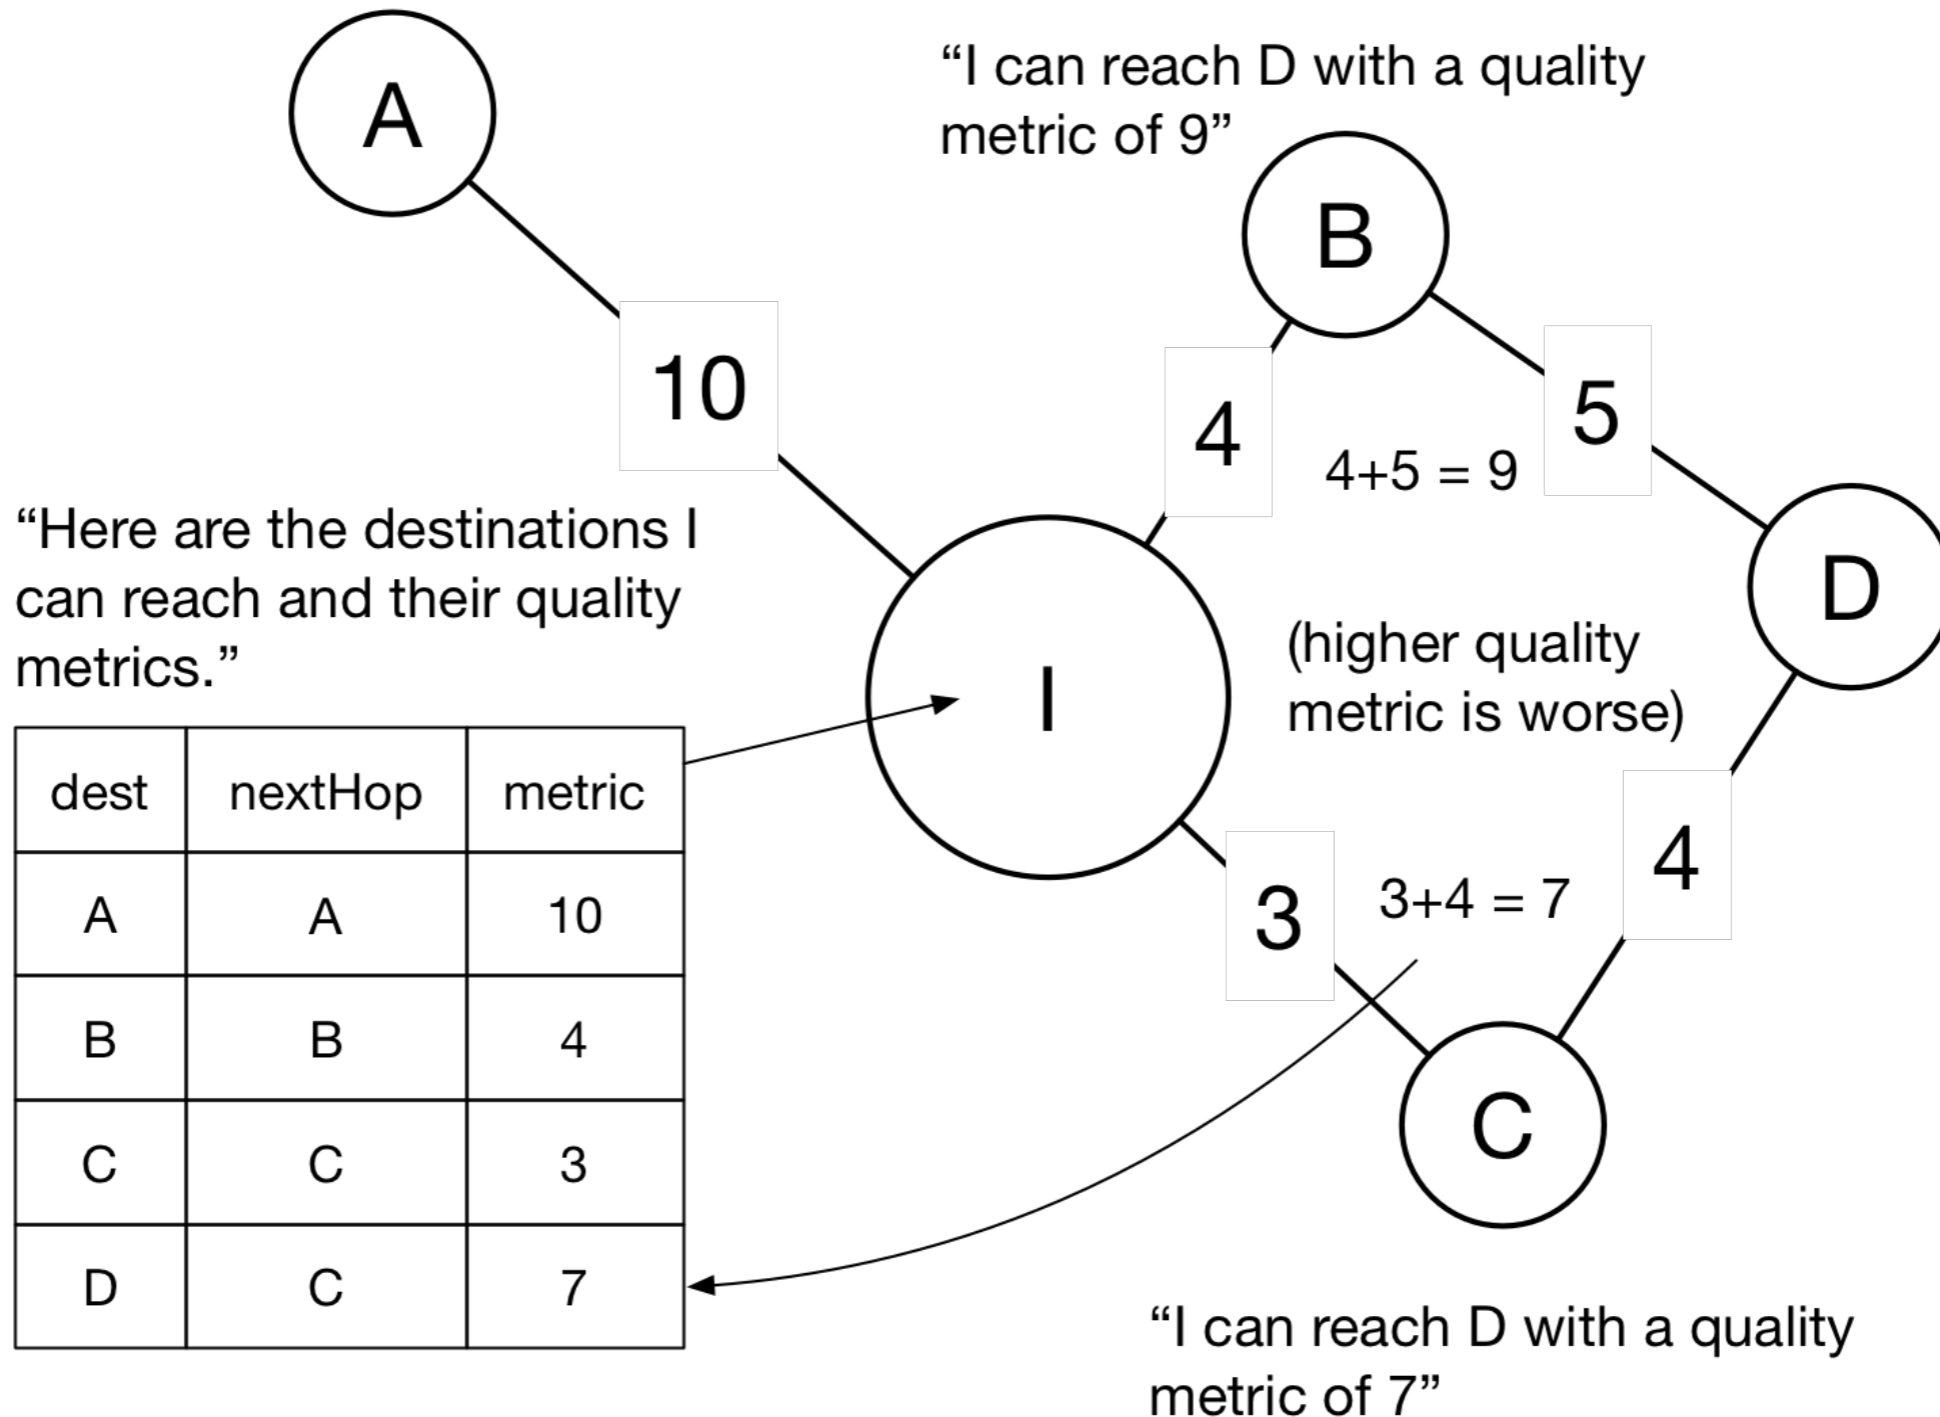 A
“I can reach D with a quality
metric of 9”
B
10
4
5
4+5 = 9
“Here are the destinations I
can reach and their quality
metrics.”
D
(higher quality
metric is worse)
I
dest nextHop metric
A A 10
B B 4
C C 3
D C 7
4
3
3+4 = 7
C
“I can reach D with a quality
metric of 7”